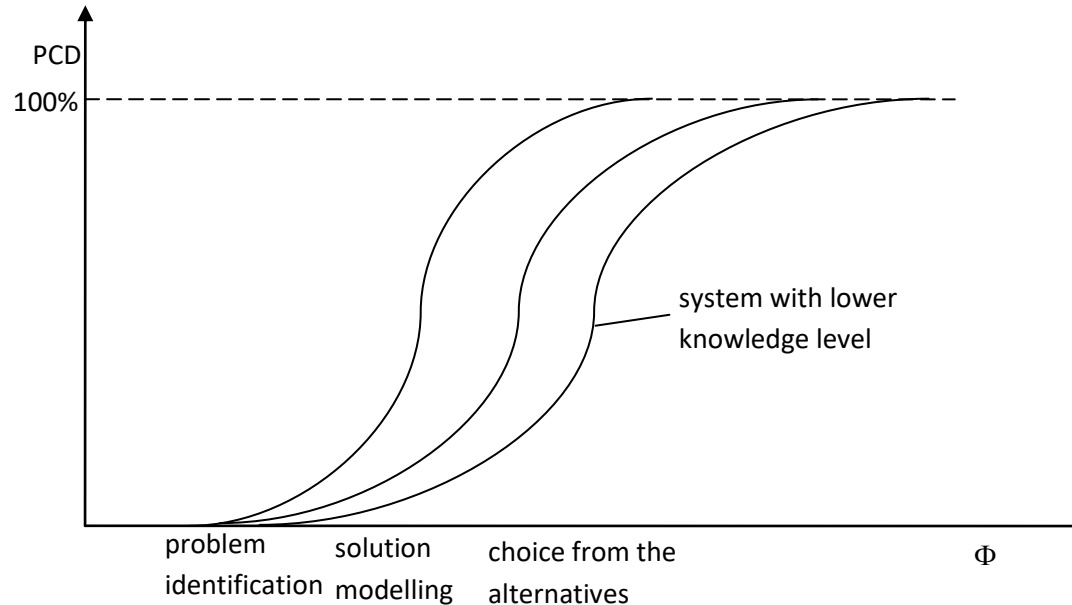 PCD
100%
system with lower
knowledge level
problem
identification
solution
modelling
choice from the
alternatives
Φ